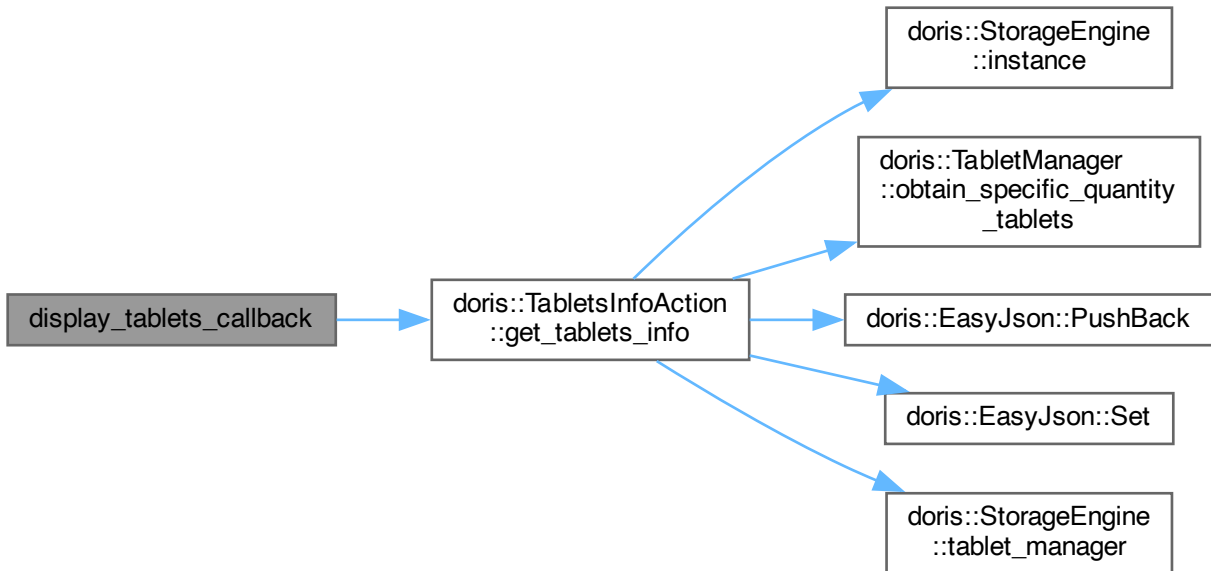 doris::StorageEngine
::instance
doris::TabletManager
::obtain_specific_quantity
_tablets
display_tablets_callback
doris::TabletsInfoAction
::get_tablets_info
doris::EasyJson::PushBack
doris::EasyJson::Set
doris::StorageEngine
::tablet_manager